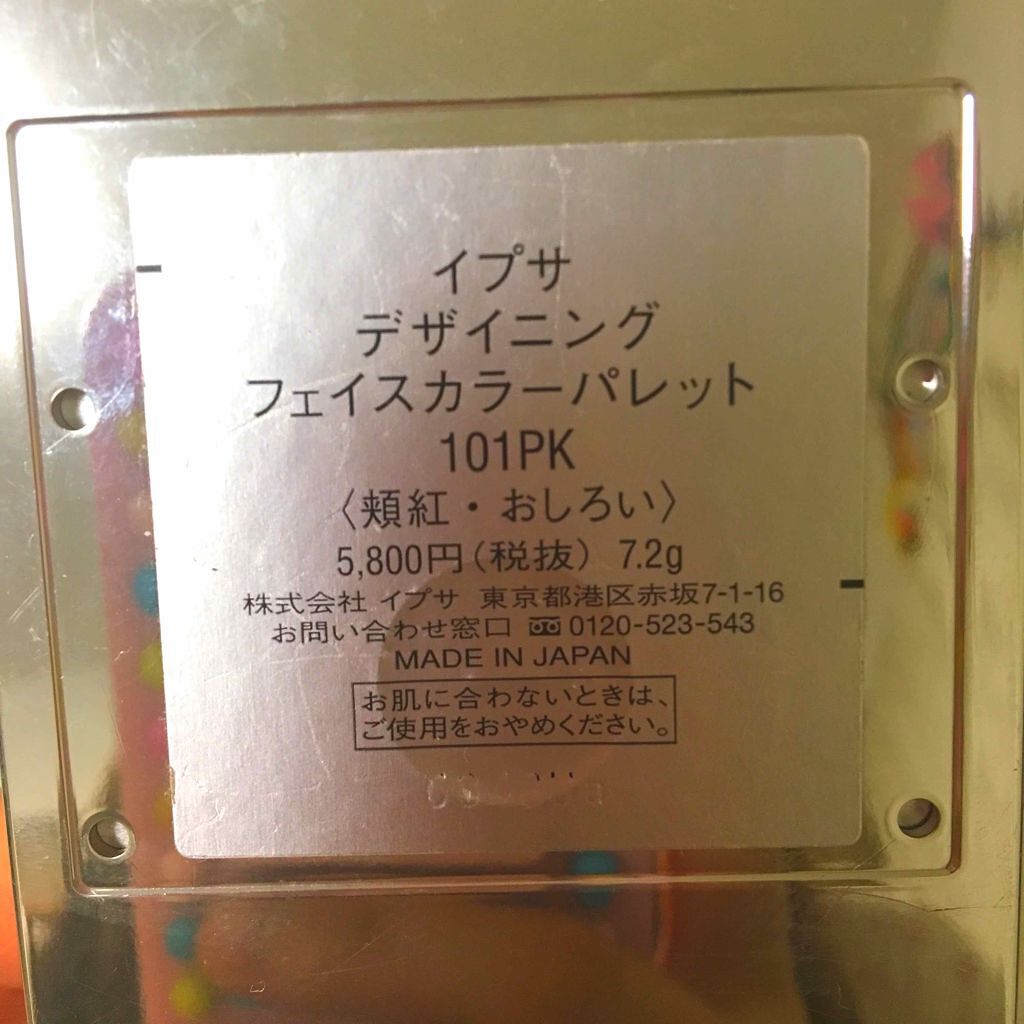 イプサ
デザイニング
フェイスカラーパレット
101PK
〈頬紅・おしろい〉
5,800円(税抜) 7.2g
株式会社 イプサ 東京都港区赤坂7-1-16
お問い合わせ窓口 0120-523-543
MADE IN JAPAN
お肌に合わないときは、
ご使用をおやめください。